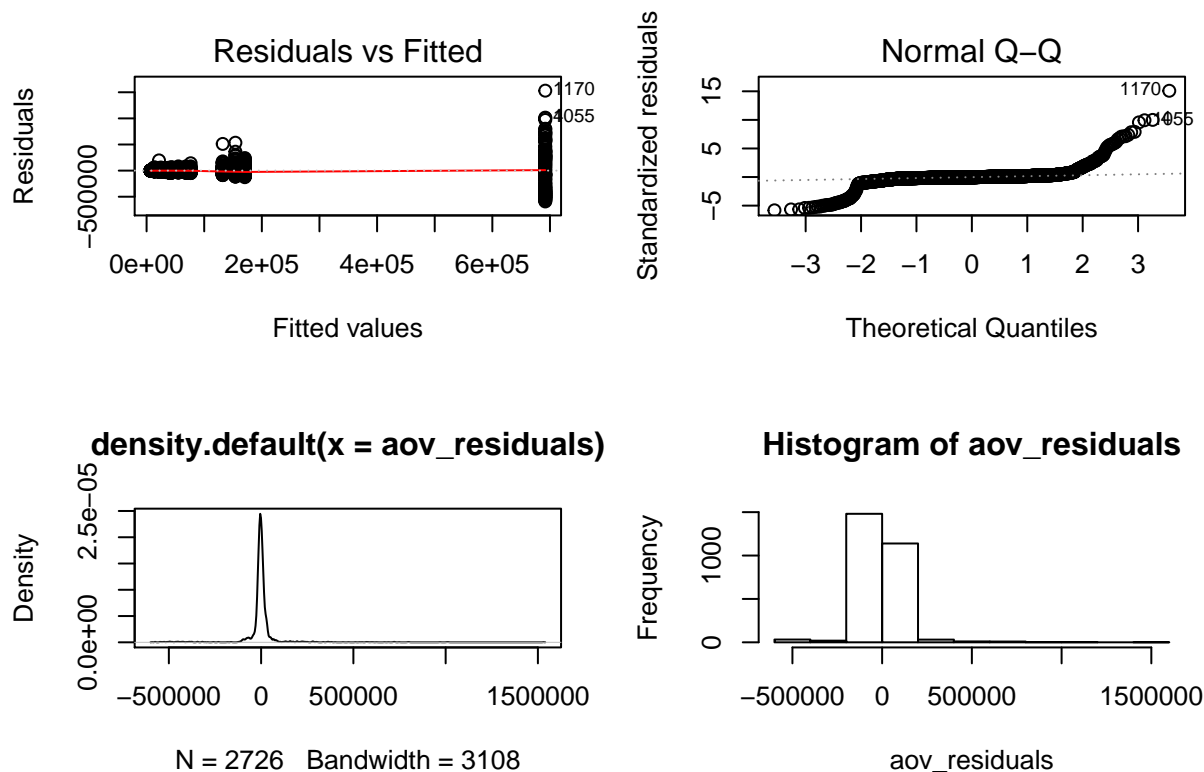 Residuals vs Fitted
Residuals
−500000
0e+00 2e+05 4e+05 6e+05
Fitted values
1170
4055
Normal Q−Q
Standardized residuals
−5 5 10 15
−3 −2 −1 0 1 2 3
Theoretical Quantiles
1170
4055
density.default(x = aov_residuals)
Density
0.0e+00 2.5e−05
−500000 0 500000 1500000
N = 2726 Bandwidth = 3108
Histogram of aov_residuals
Frequency
0 1000
−500000 0 500000 1500000
aov_residuals